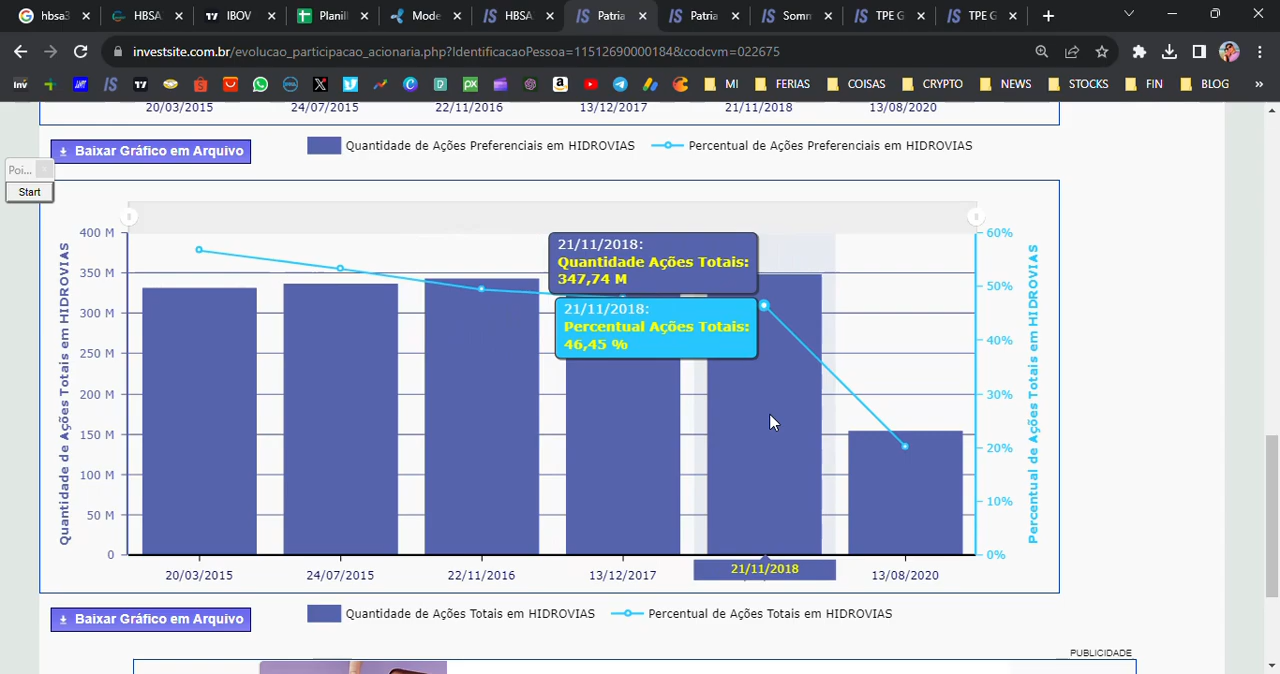 hbsa3
HBSA
IBOV
Planil
Mode
HBSA
Patria
Patria
Somn
TPE G
TPE G
investsite.com.br/evolucao_participacao_acionaria.php?IdentificacaoPessoa=11512690000184&codcvm=022675
MI
FERIAS
COISAS
CRYPTO
NEWS
STOCKS
FIN
BLOG
20/03/2015 24/07/2015 22/11/2016 13/12/2017 21/11/2018 13/08/2020
Baixar Gráfico em Arquivo
Quantidade de Ações Preferenciais em HIDROVIAS
Percentual de Ações Preferenciais em HIDROVIAS
Poi...
Start
Quantidade de Ações Totais em HIDROVIAS
400 M
350 M
300 M
250 M
200 M
150 M
100 M
50 M
0
21/11/2018:
Quantidade Ações Totais:
347,74 M
21/11/2018:
Percentual Ações Totais:
46,45 %
60%
50%
40%
30%
20%
10%
0%
Percentual de Ações Totais em HIDROVIAS
20/03/2015 24/07/2015 22/11/2016 13/12/2017 21/11/2018 13/08/2020
Baixar Gráfico em Arquivo
Quantidade de Ações Totais em HIDROVIAS
Percentual de Ações Totais em HIDROVIAS
PUBLICIDADE